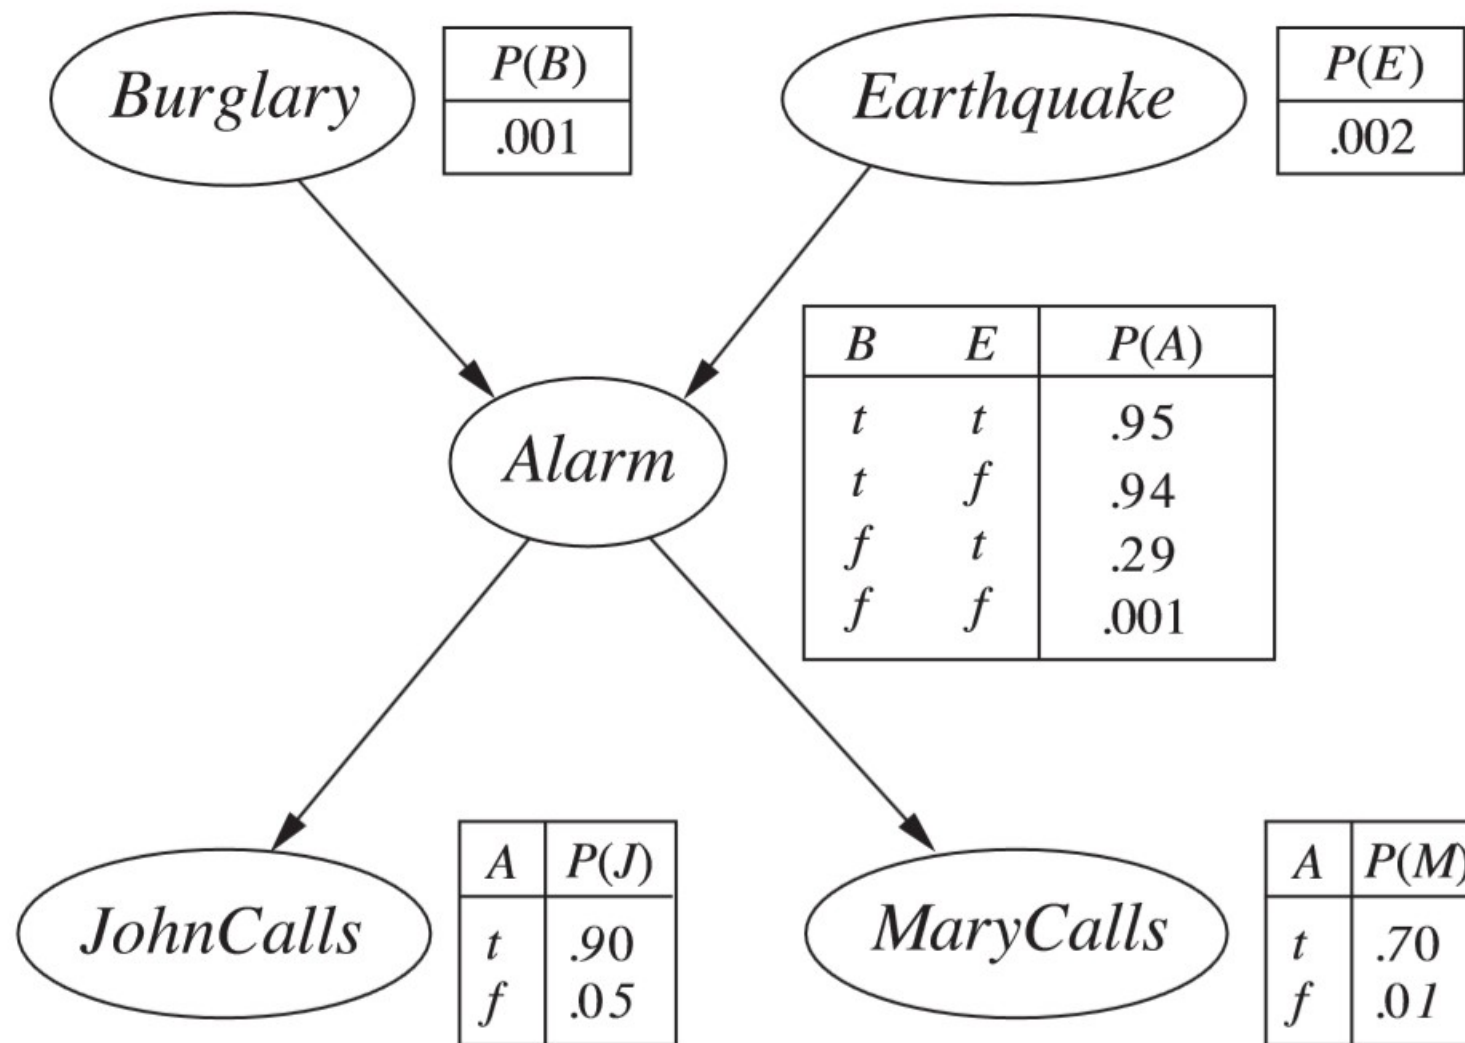 Burglary
P(B)
.001
Earthquake
P(E)
.002
B E P(A)
t t .95
t f .94
f t .29
f f .001
Alarm
JohnCalls
A P(J)
t .90
f .05
MaryCalls
A P(M)
t .70
f .01